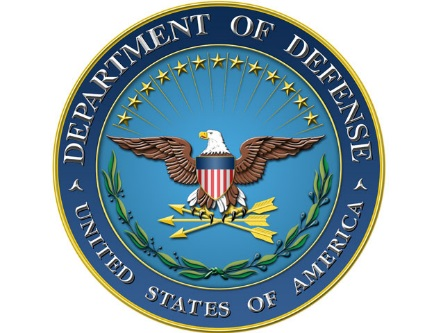 DEPARTMENT OF DEFENSE
UNITED STATES OF AMERICA